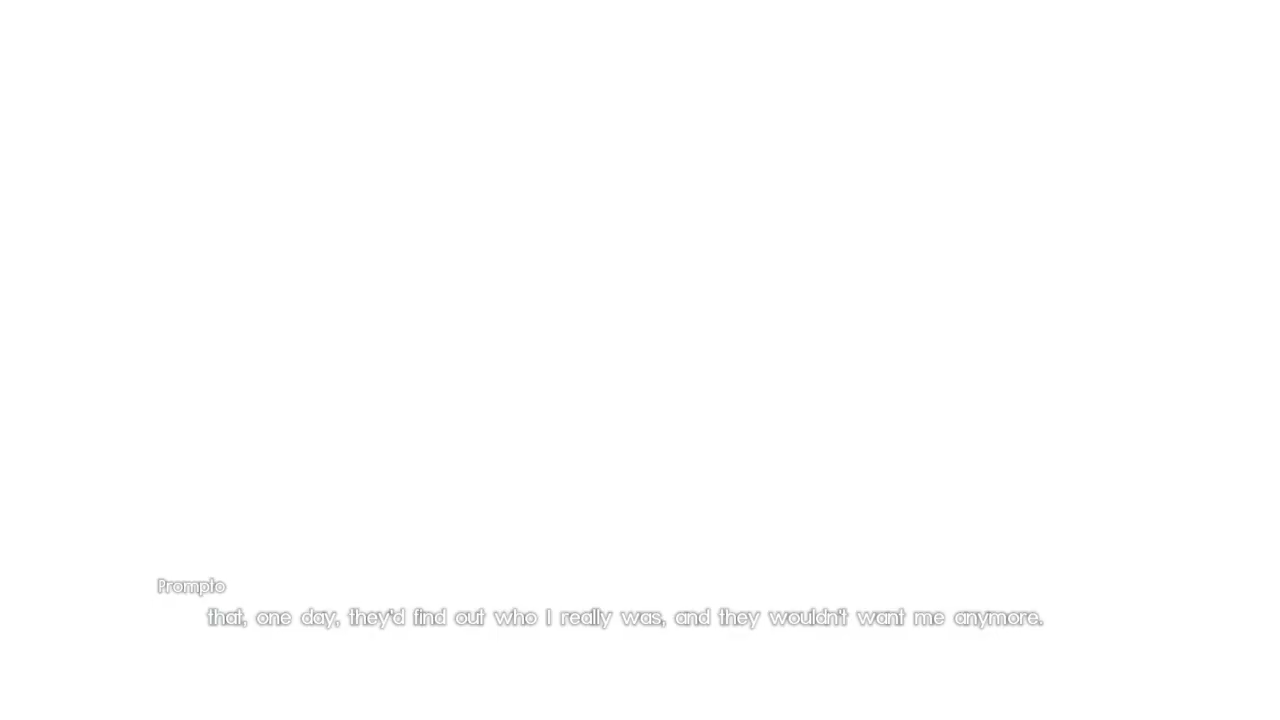 Prompto
that, one day, they'd find out who I really was, and they wouldn't want me anymore.